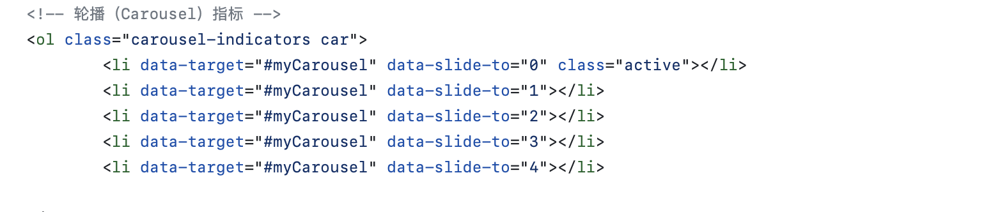 <!-- 轮播（Carousel）指标 -->
<ol class="carousel-indicators car">
<li data-target="#myCarousel" data-slide-to="0" class="active"></li>
<li data-target="#myCarousel" data-slide-to="1"></li>
<li data-target="#myCarousel" data-slide-to="2"></li>
<li data-target="#myCarousel" data-slide-to="3"></li>
<li data-target="#myCarousel" data-slide-to="4"></li>